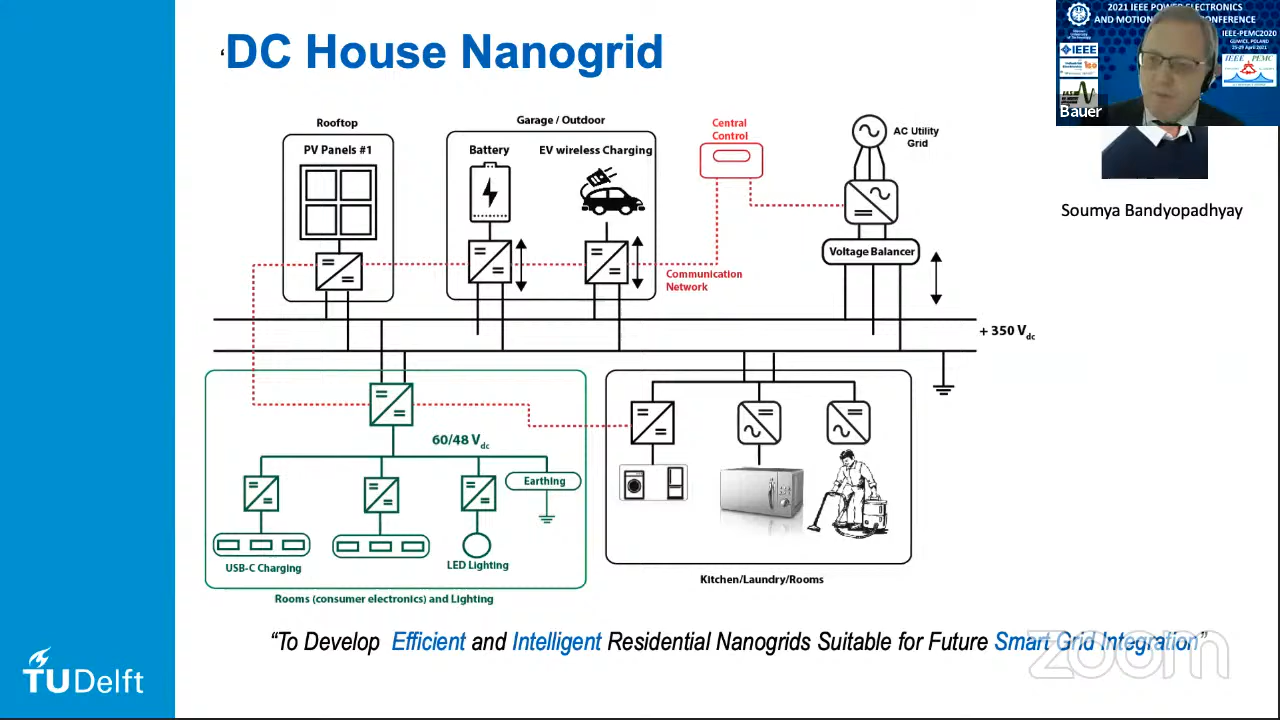 ‘DC House Nanogrid
2021 IEEE POWER ELECTRONICS
AND MOTION CONFERENCE
IEEE-PEMC2020
GLIWICE, POLAND
25-29 April 2021
IEEE
IEEE PEMC
Bauer
Soumya Bandyopadhyay
Rooftop
PV Panels #1
Garage / Outdoor
Battery
EV wireless Charging
Central
Control
AC Utility
Grid
Voltage Balancer
Communication
Network
+ 350 Vdc
60/48 Vdc
Earthing
USB-C Charging
LED Lighting
Rooms (consumer electronics) and Lighting
Kitchen/Laundry/Rooms
“To Develop Efficient and Intelligent Residential Nanogrids Suitable for Future Smart Grid Integration”
zoom
TUDelft